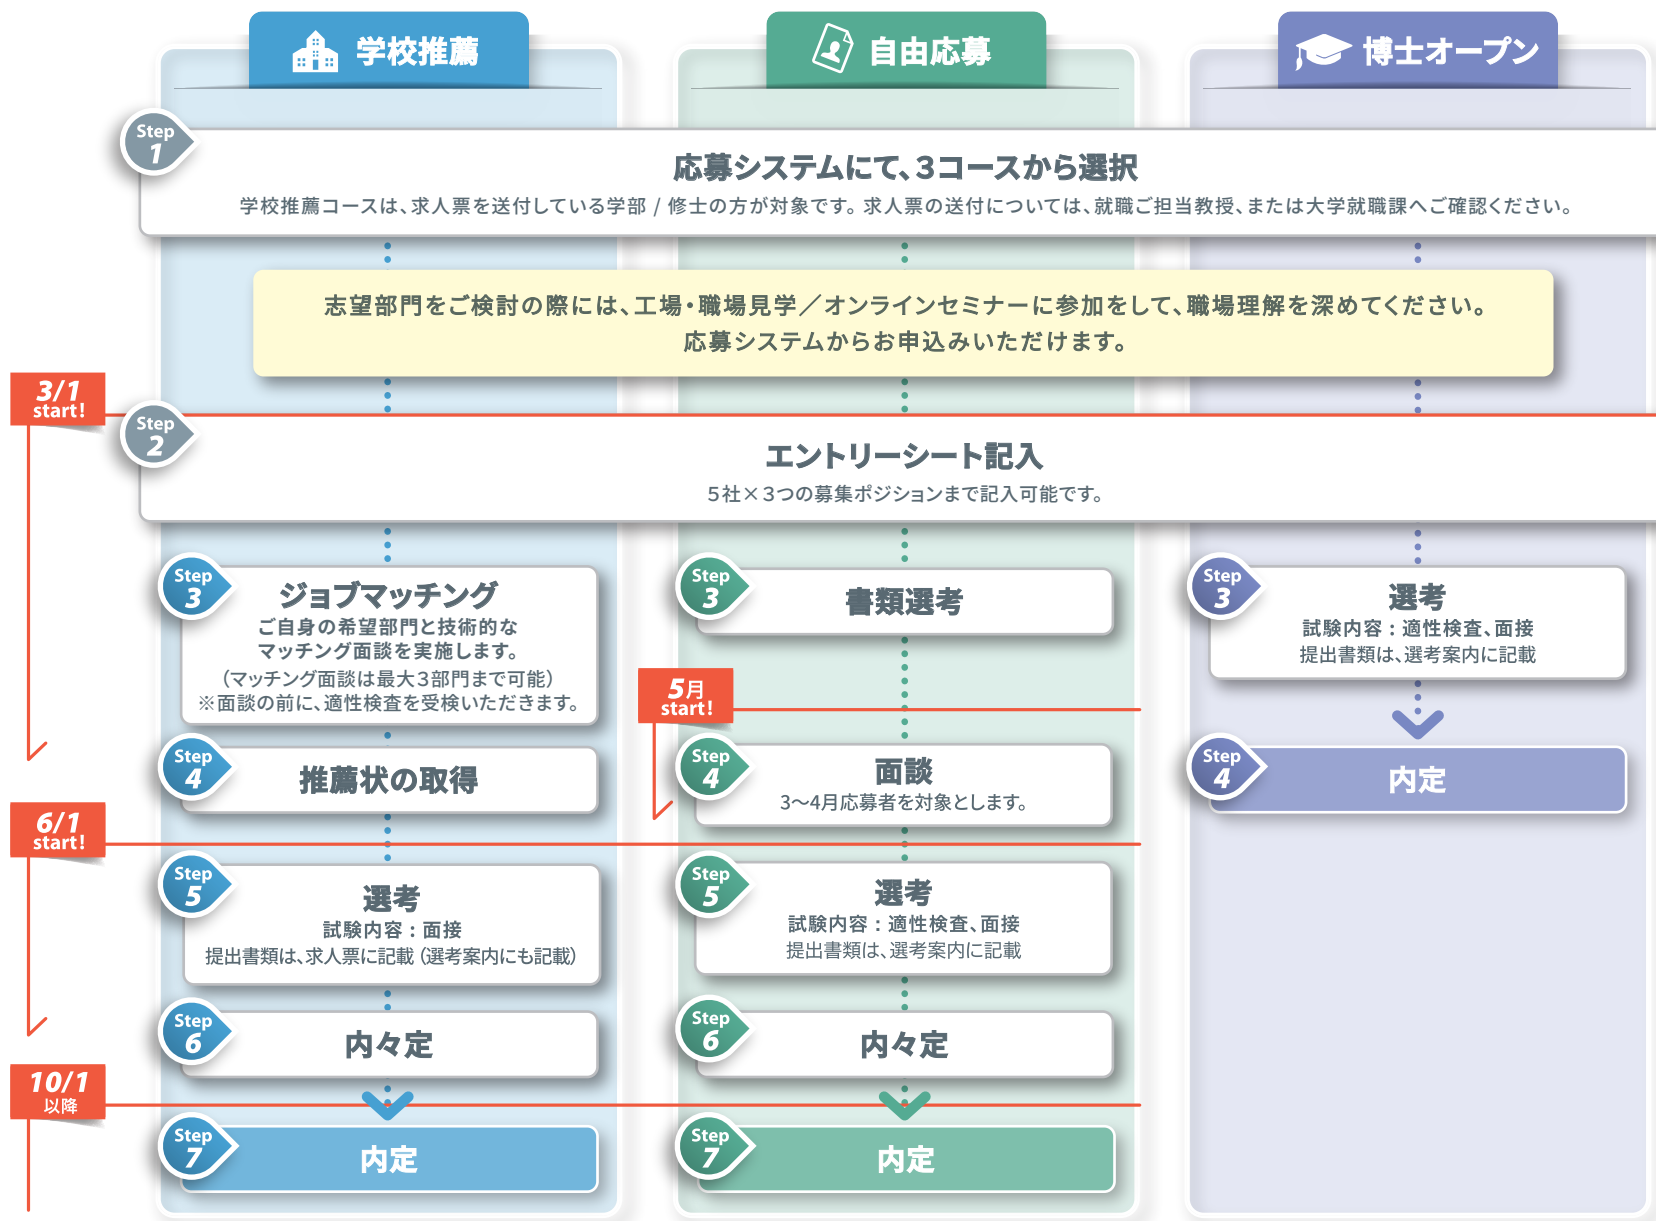 学校推薦
自由応募
博士オープン
Step
1
応募システムにて、3コースから選択
学校推薦コースは、求人票を送付している学部 / 修士の方が対象です。求人票の送付については、就職ご担当教授、または大学就職課へご確認ください。
志望部門をご検討の際には、工場・職場見学／オンラインセミナーに参加をして、職場理解を深めてください。
応募システムからお申込みいただけます。
3/1
start!
Step
2
エントリーシート記入
5社×3つの募集ポジションまで記入可能です。
Step
3
ジョブマッチング
ご自身の希望部門と技術的な
マッチング面談を実施します。
（マッチング面談は最大3部門まで可能）
※面談の前に、適性検査を受検いただきます。
Step
4
推薦状の取得
6/1
start!
Step
5
選考
試験内容：面接
提出書類は、求人票に記載（選考案内にも記載）
Step
6
内々定
10/1
以降
Step
7
内定
Step
3
書類選考
5月
start!
Step
4
面談
3〜4月応募者を対象とします。
Step
5
選考
試験内容：適性検査、面接
提出書類は、選考案内に記載
Step
6
内々定
Step
7
内定
Step
3
選考
試験内容：適性検査、面接
提出書類は、選考案内に記載
Step
4
内定